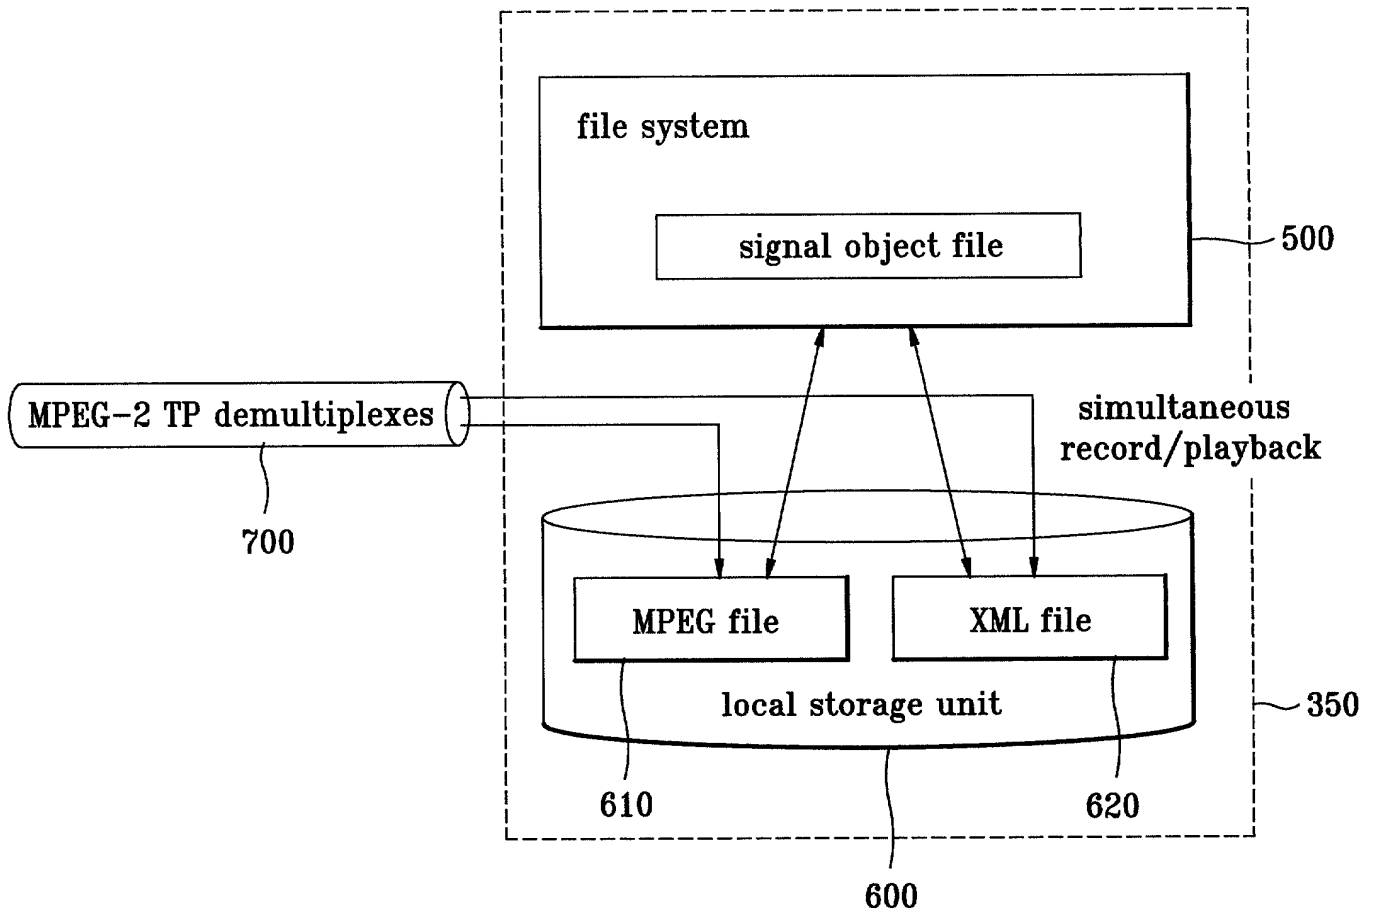 file system
signal object file
500
MPEG-2 TP demultiplexes
simultaneous
record/playback
700
MPEG file
XML file
local storage unit
350
610
620
600